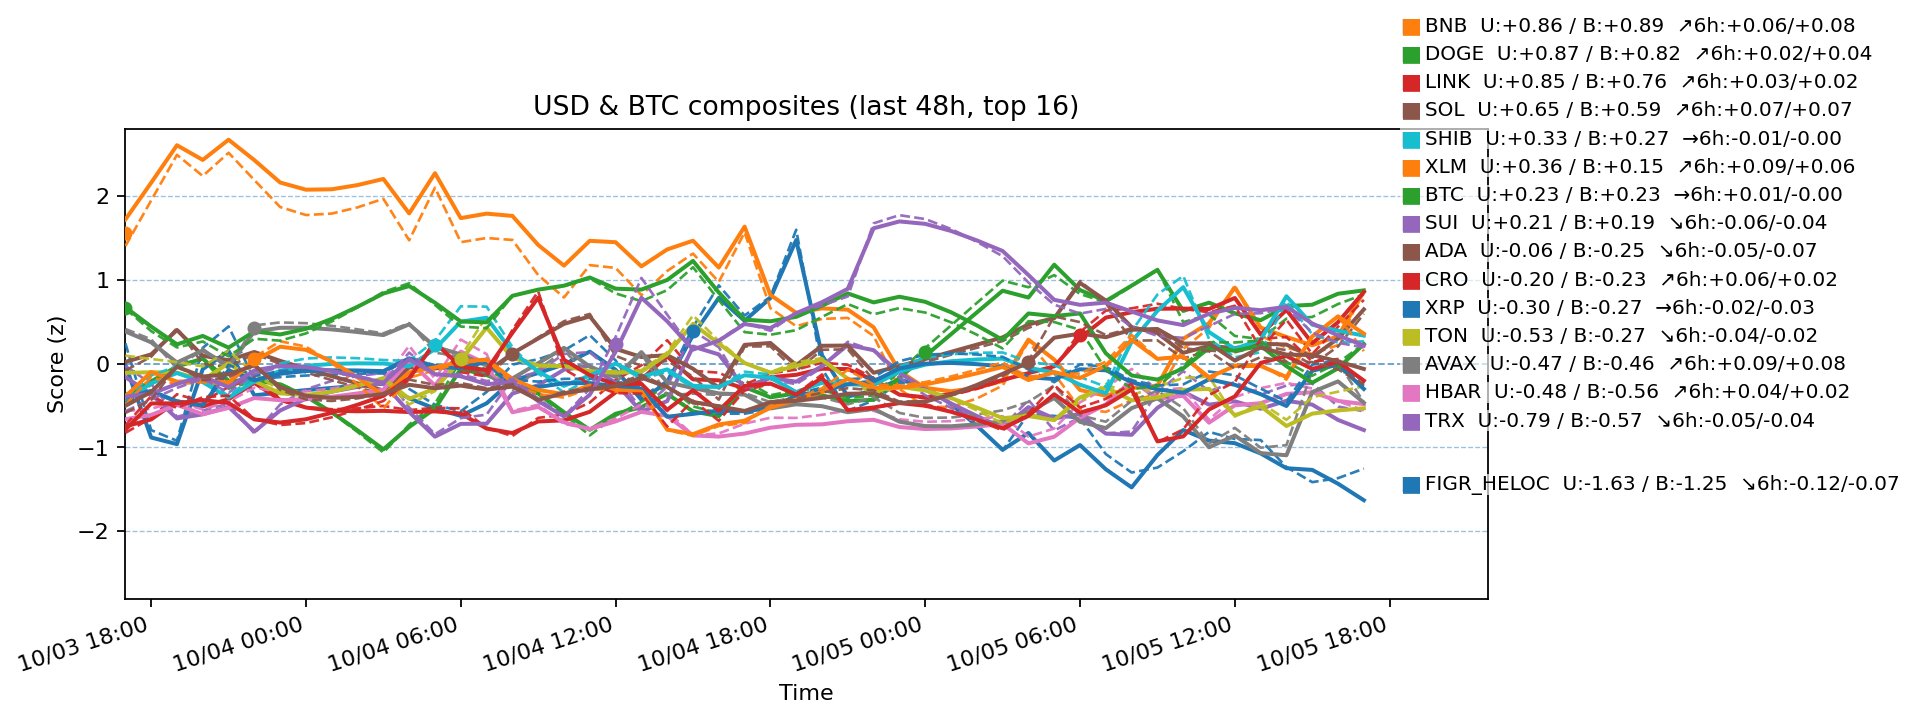 BNB  U:+0.86 / B:+0.89  ↗6h:+0.06/+0.08
DOGE  U:+0.87 / B:+0.82  ↗6h:+0.02/+0.04
LINK  U:+0.85 / B:+0.76  ↗6h:+0.03/+0.02
SOL  U:+0.65 / B:+0.59  ↗6h:+0.07/+0.07
SHIB  U:+0.33 / B:+0.27  →6h:-0.01/-0.00
XLM  U:+0.36 / B:+0.15  ↗6h:+0.09/+0.06
BTC  U:+0.23 / B:+0.23  →6h:+0.01/-0.00
SUI  U:+0.21 / B:+0.19  ↘6h:-0.06/-0.04
ADA  U:-0.06 / B:-0.25  ↘6h:-0.05/-0.07
CRO  U:-0.20 / B:-0.23  ↗6h:+0.06/+0.02
XRP  U:-0.30 / B:-0.27  →6h:-0.02/-0.03
TON  U:-0.53 / B:-0.27  ↘6h:-0.04/-0.02
AVAX  U:-0.47 / B:-0.46  ↗6h:+0.09/+0.08
HBAR  U:-0.48 / B:-0.56  ↗6h:+0.04/+0.02
TRX  U:-0.79 / B:-0.57  ↘6h:-0.05/-0.04
FIGR_HELOC  U:-1.63 / B:-1.25  ↘6h:-0.12/-0.07
USD & BTC composites (last 48h, top 16)
Score (z)
2
1
0
−1
−2
10/03 18:00
10/04 00:00
10/04 06:00
10/04 12:00
10/04 18:00
10/05 00:00
10/05 06:00
10/05 12:00
10/05 18:00
Time